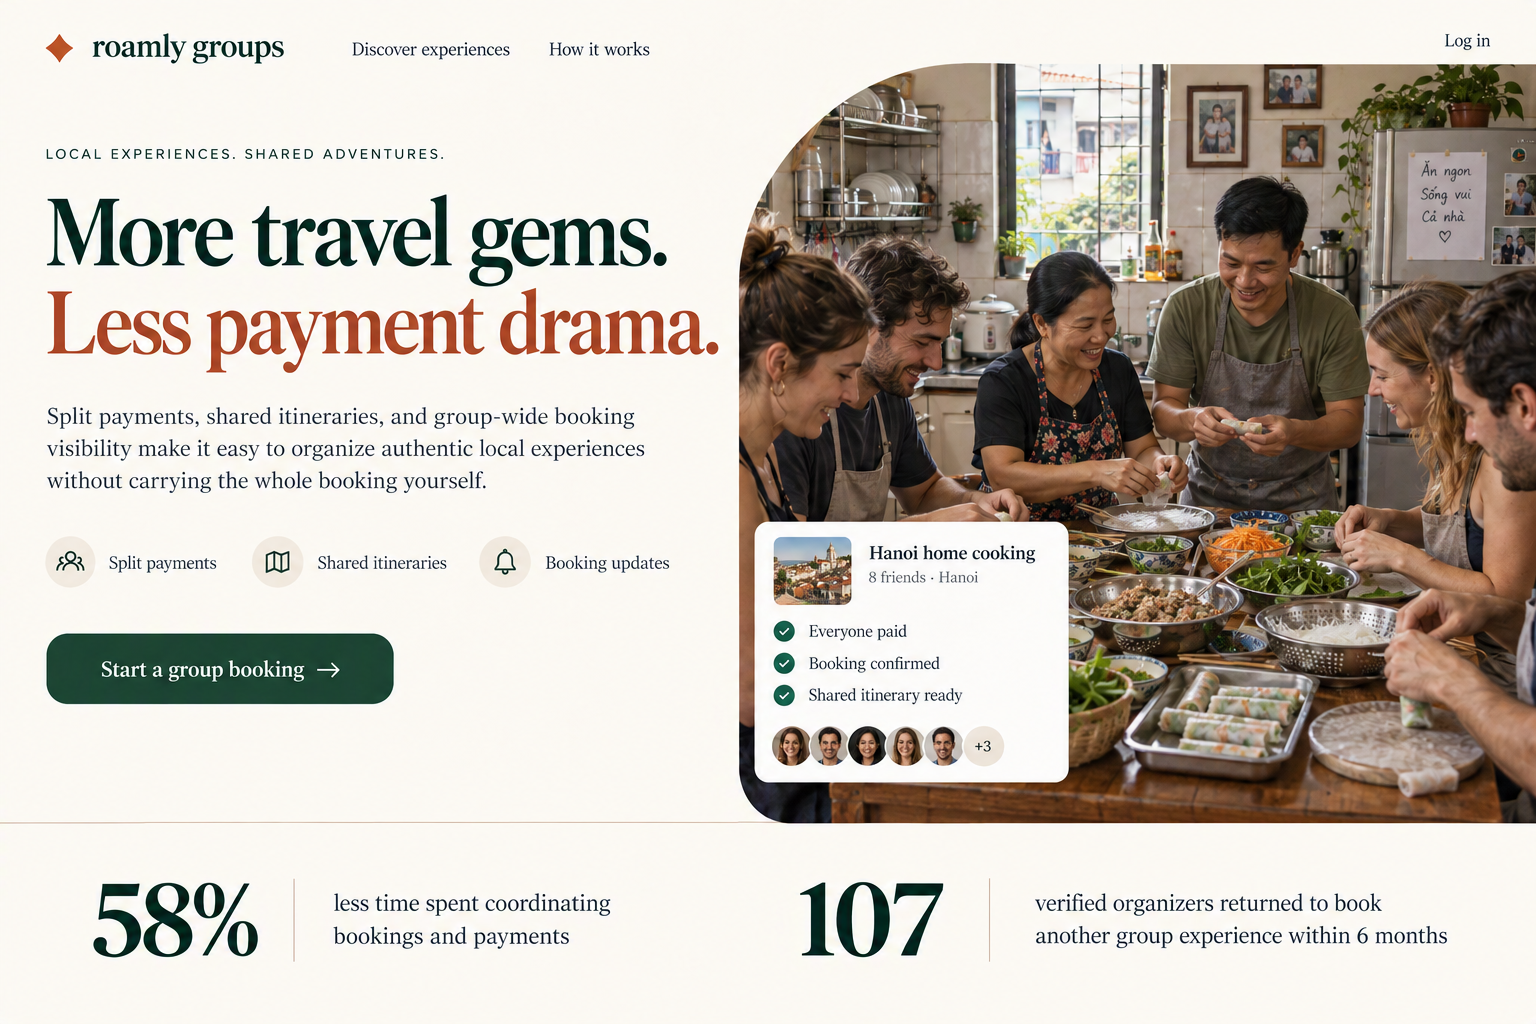 roamly groups
Discover experiences
How it works
Log in
LOCAL EXPERIENCES. SHARED ADVENTURES.
More travel gems.
Less payment drama.
Split payments, shared itineraries, and group-wide booking
visibility make it easy to organize authentic local experiences
without carrying the whole booking yourself.
Split payments
Shared itineraries
Booking updates
Start a group booking →
Ăn ngon
Sống vui
Cả nhà
♡
Hanoi home cooking
8 friends · Hanoi
Everyone paid
Booking confirmed
Shared itinerary ready
+3
58%
less time spent coordinating
bookings and payments
107
verified organizers returned to book
another group experience within 6 months